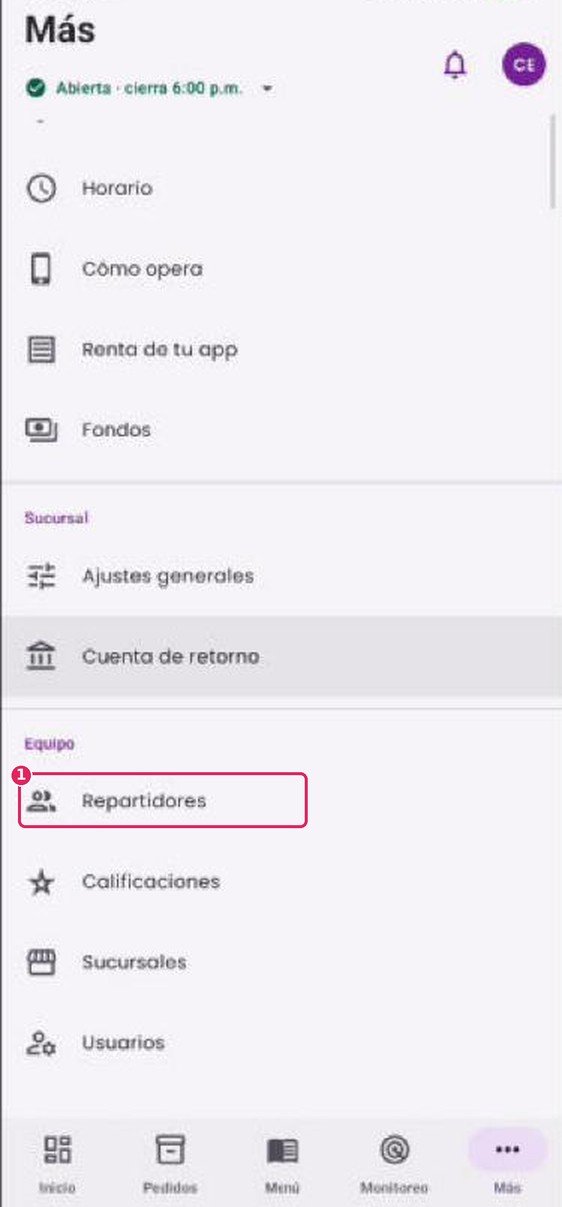 Más
CE
Abierta · cierra 6:00 p.m.
Horario
Cómo opera
Renta de tu app
Fondos
Sucursal
Ajustes generales
Cuenta de retorno
Equipo
1
Repartidores
Calificaciones
Sucursales
Usuarios
Inicio Pedidos Menú Monitoreo Más